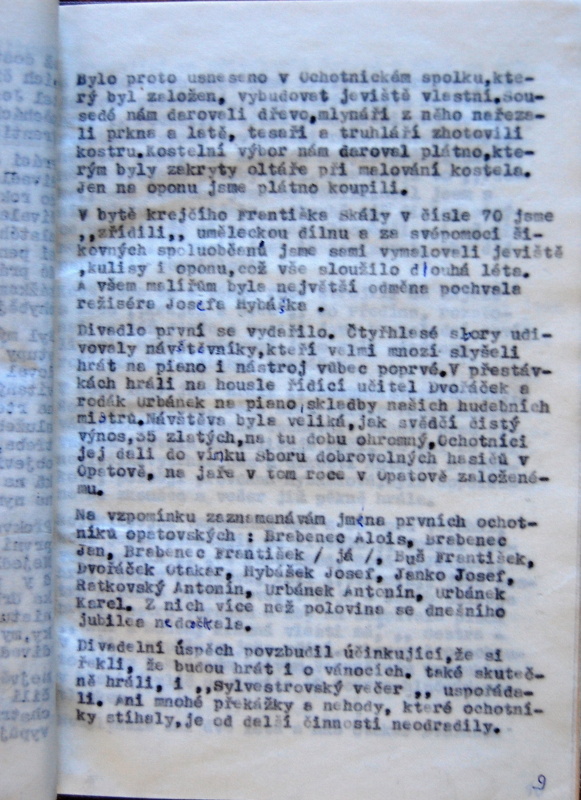 Bylo proto usneseno v Ochotnickém spolku,kte-
rý byl založen, vybudovat jeviště vlastní.Sou-
sedé nám darovali dřevo,mlynáři z něho nařeza-
li prkna a latě, tesaři a truhláři zhotovili
kostru.Kostelní výbor nám daroval plátno,kte-
rým byly zakryty oltáře při malování kostela.
Jen na oponu jsme plátno koupili.
V bytě krejčího Františka Skály v čísle 70 jsme
,,zřídili,, uměleckou dílnu a za svépomoci ši-
kovných spoluobčanů jsme sami vymalovali jeviště
,kulisy i oponu,což vše sloužilo dlouhá léta.
A všem malířům byla největší odměna pochvala
režiséra Josefa Hybáška .
Divadlo první se vydařilo. Čtyřhlasé sbory udi-
vovaly návštěvníky,kteří velmi mnozí slyšeli
hrát na piano i nástroj vůbec poprvé.V přestáv-
kách hráli na housle řídící učitel Dvořáček a
rodák Urbánek na piano,skladby našich hudebních
mistrů.Návštěva byla veliká,jak svědčí čistý
výnos,35 zlatých,na tu dobu ohromný,Ochotníci
jej dali do vínku Sboru dobrovolných hasičů v
Opatově, na jaře v tom roce v Opatově založené-
mu.
Na vzpomínku zaznamenávám jména prvních ochot-
níků opatovských : Brabenec Alois, Brabenec
Jan, Brabenec František / já /, Buš František,
Dvořáček Otakar, Hybášek Josef, Janko Josef,
Ratkovský Antonín, Urbánek Antonín, Urbánek
Karel. Z nich více než polovina se dnešního
jubilea nedočkala.
Divadelní úspěch povzbudil účinkující,že si
řekli, že budou hrát i o vánocích. také skuteč-
ně hráli, i ,,Sylvestrovský večer ,, uspořáda-
li. Ani mnohé překážky a nehody, které ochotní-
ky stíhaly,je od další činnosti neodradily.
9